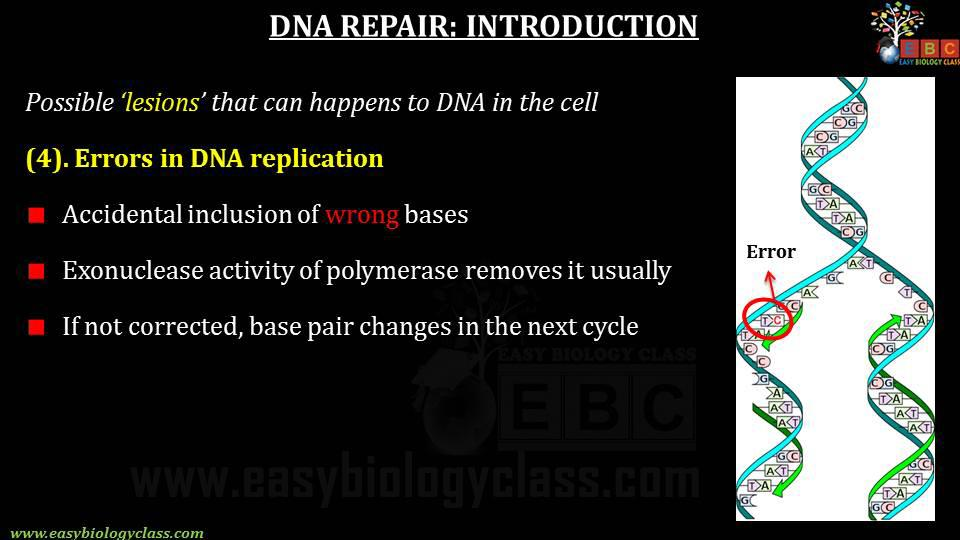 DNA REPAIR: INTRODUCTION
E B C
EASY BIOLOGY CLASS
Possible ‘lesions’ that can happens to DNA in the cell
(4). Errors in DNA replication
Accidental inclusion of wrong bases
Exonuclease activity of polymerase removes it usually
If not corrected, base pair changes in the next cycle
Error
EASY BIOLOGY CLASS
EBC
www.easybiologyclass.com
www.easybiologyclass.com